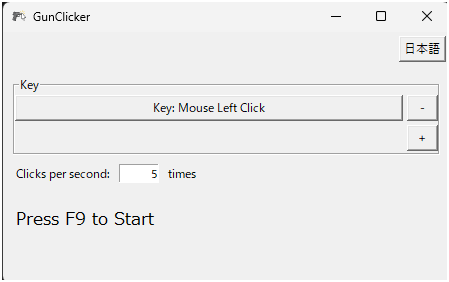 GunClicker
日本語
Key
Key: Mouse Left Click
-
+
Clicks per second: 5 times
Press F9 to Start